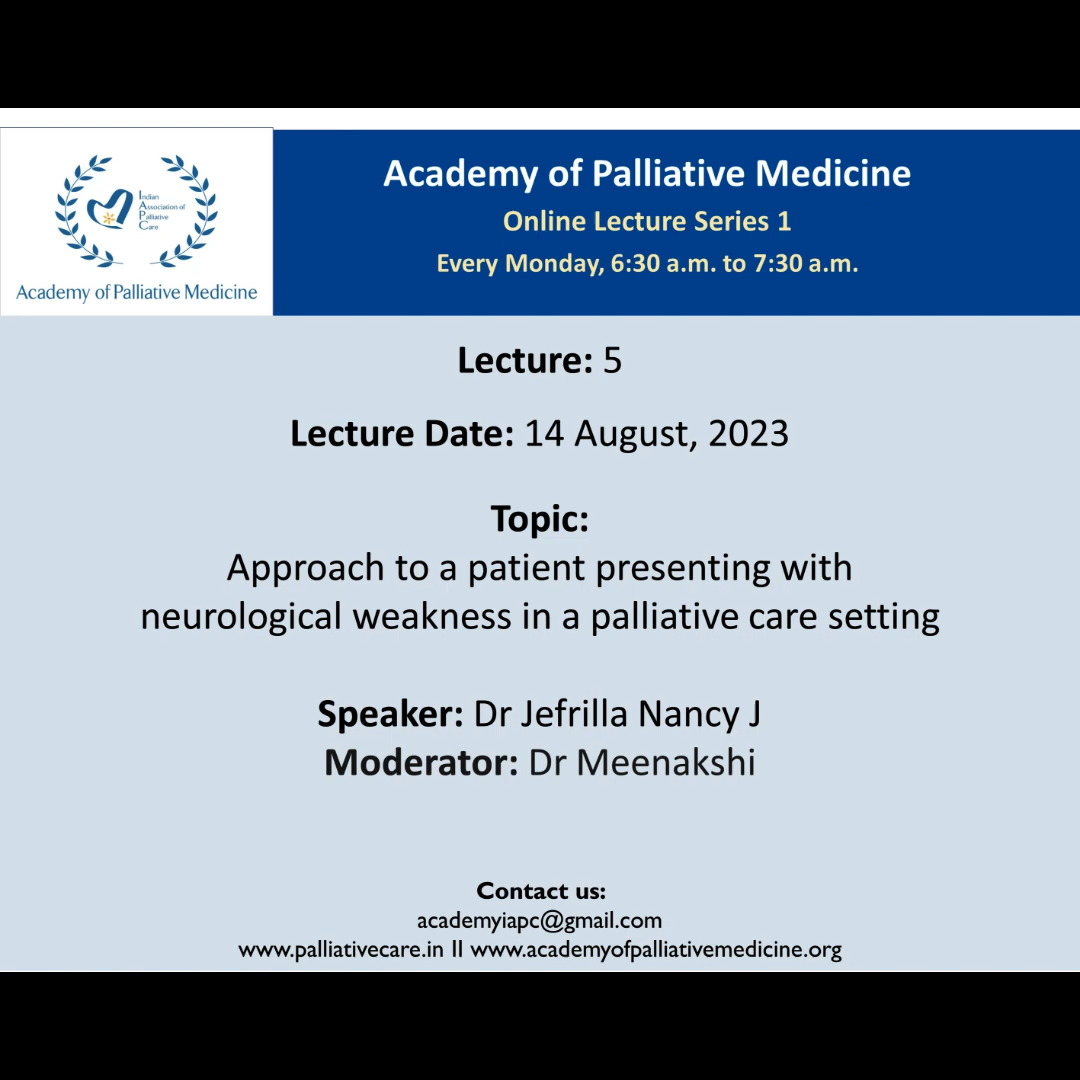 Indian
Association of
Palliative
Care
Academy of Palliative Medicine
Academy of Palliative Medicine
Online Lecture Series 1
Every Monday, 6:30 a.m. to 7:30 a.m.
Lecture: 5
Lecture Date: 14 August, 2023
Topic:
Approach to a patient presenting with
neurological weakness in a palliative care setting
Speaker: Dr Jefrilla Nancy J
Moderator: Dr Meenakshi
Contact us:
academyiapc@gmail.com
www.palliativecare.in ll www.academyofpalliativemedicine.org